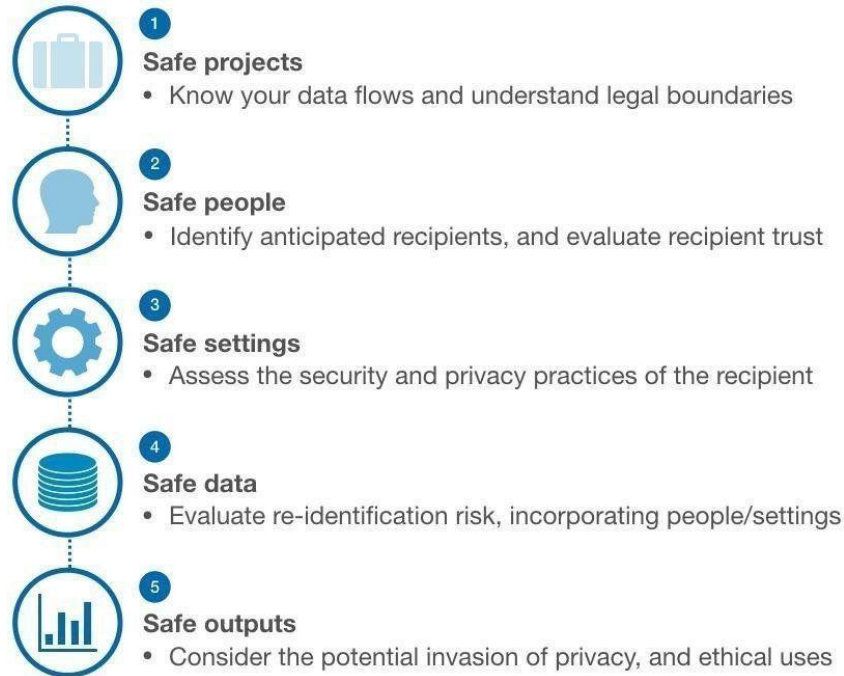 1
Safe projects
• Know your data flows and understand legal boundaries
2
Safe people
• Identify anticipated recipients, and evaluate recipient trust
3
Safe settings
• Assess the security and privacy practices of the recipient
4
Safe data
• Evaluate re-identification risk, incorporating people/settings
5
Safe outputs
• Consider the potential invasion of privacy, and ethical uses